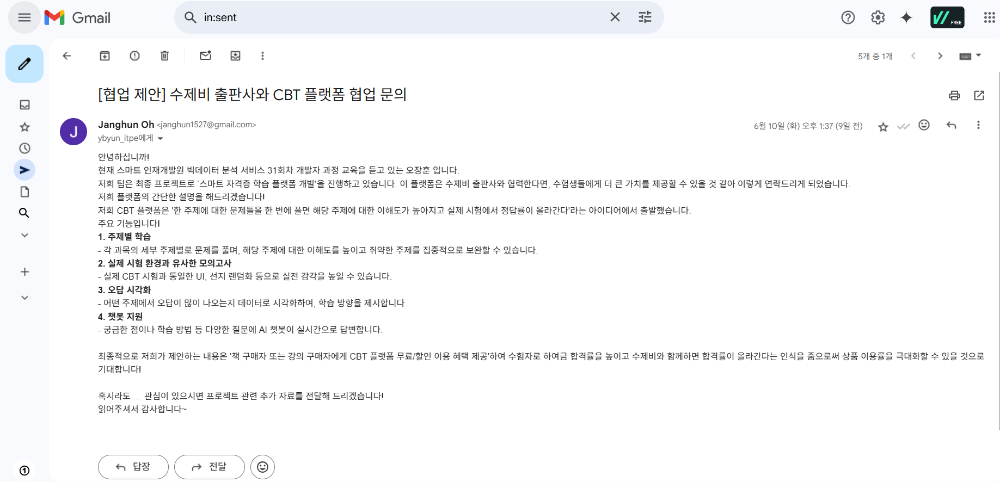 Gmail
in:sent
FREE
5개 중 1개
[협업 제안] 수제비 출판사와 CBT 플랫폼 협업 문의
J
Janghun Oh <janghun1527@gmail.com>
6월 10일 (화) 오후 1:37 (9일 전)
ybyun_itpe에게
안녕하십니까!
현재 스마트 인재개발원 빅데이터 분석 서비스 31회차 개발자 과정 교육을 듣고 있는 오장훈 입니다.
저희 팀은 최종 프로젝트로 ‘스마트 자격증 학습 플랫폼 개발'을 진행하고 있습니다. 이 플랫폼은 수제비 출판사와 협력한다면, 수험생들에게 더 큰 가치를 제공할 수 있을 것 같아 이렇게 연락드리게 되었습니다.
저희 플랫폼의 간단한 설명을 해드리겠습니다!
저희 CBT 플랫폼은 '한 주제에 대한 문제들을 한 번에 풀면 해당 주제에 대한 이해도가 높아지고 실제 시험에서 정답률이 올라간다'라는 아이디어에서 출발했습니다.
주요 기능입니다!
1. 주제별 학습
- 각 과목의 세부 주제별로 문제를 풀며, 해당 주제에 대한 이해도를 높이고 취약한 주제를 집중적으로 보완할 수 있습니다.
2. 실제 시험 환경과 유사한 모의고사
- 실제 CBT 시험과 동일한 UI, 선지 랜덤화 등으로 실전 감각을 높일 수 있습니다.
3. 오답 시각화
- 어떤 주제에서 오답이 많이 나오는지 데이터로 시각화하여, 학습 방향을 제시합니다.
4. 챗봇 지원
- 궁금한 점이나 학습 방법 등 다양한 질문에 AI 챗봇이 실시간으로 답변합니다.
최종적으로 저희가 제안하는 내용은 '책 구매자 또는 강의 구매자에게 CBT 플랫폼 무료/할인 이용 혜택 제공'하여 수험자로 하여금 합격률을 높이고 수제비와 함께하면 합격률이 올라간다는 인식을 줌으로써 상품 이용률을 극대화할 수 있을 것으로
기대합니다!
혹시라도.... 관심이 있으시면 프로젝트 관련 추가 자료를 전달해 드리겠습니다!
읽어주셔서 감사합니다~
답장
전달
1